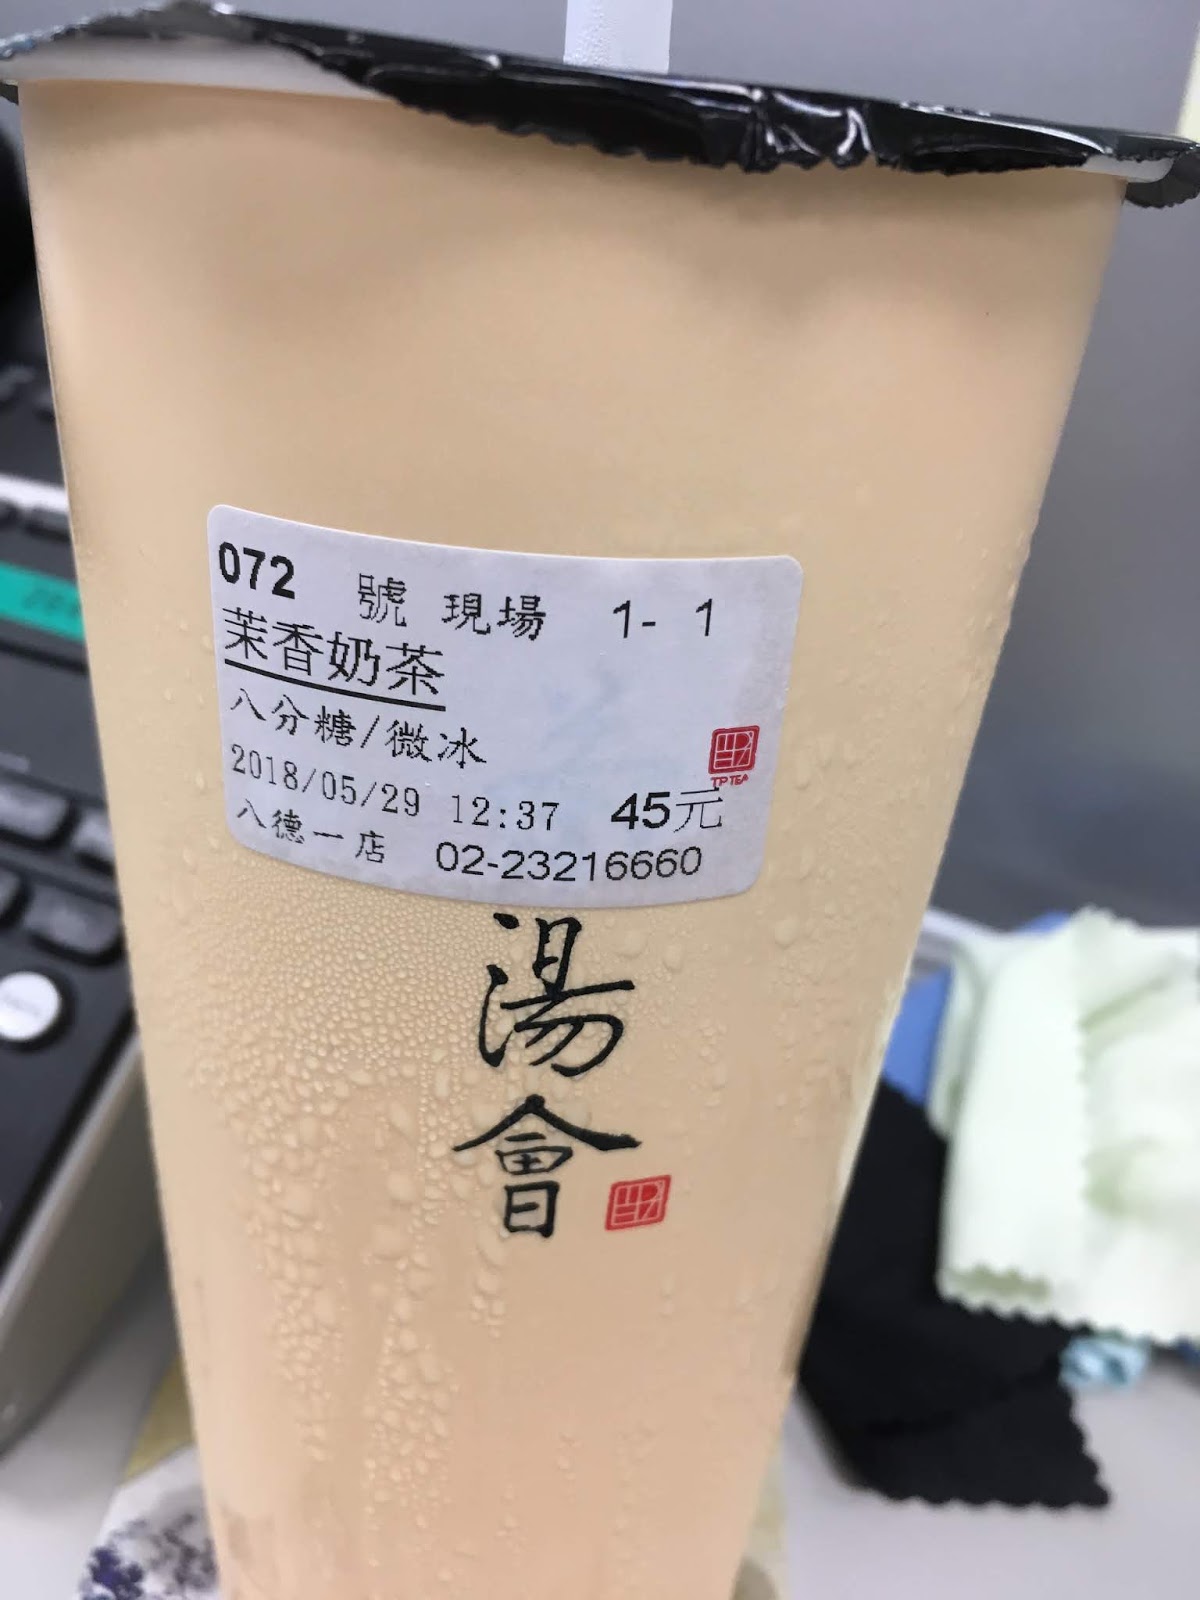 072 號 現場 1- 1
茉香奶茶
八分糖/微冰
TP TEA
2018/05/29 12:37 45元
八德一店 02-23216660
湯
會